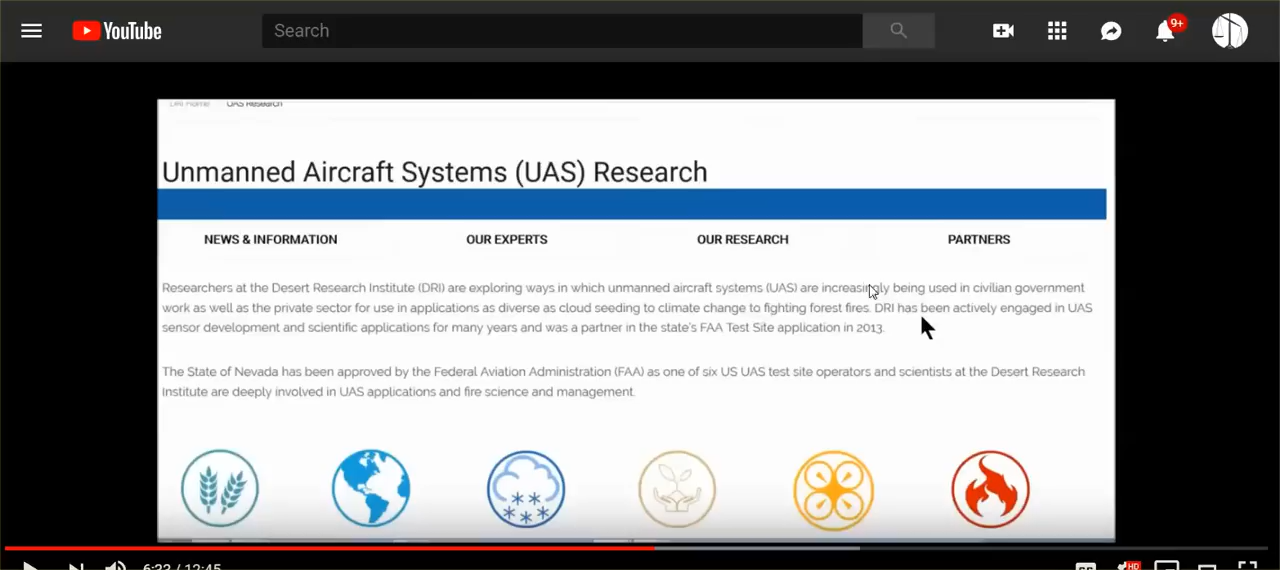 YouTube
Search
9+
DRI Home UAS Research
Unmanned Aircraft Systems (UAS) Research
NEWS & INFORMATION OUR EXPERTS OUR RESEARCH PARTNERS
Researchers at the Desert Research Institute (DRI) are exploring ways in which unmanned aircraft systems (UAS) are increasingly being used in civilian government
work as well as the private sector for use in applications as diverse as cloud seeding to climate change to fighting forest fires. DRI has been actively engaged in UAS
sensor development and scientific applications for many years and was a partner in the state's FAA Test Site application in 2013.
The State of Nevada has been approved by the Federal Aviation Administration (FAA) as one of six US UAS test site operators and scientists at the Desert Research
Institute are deeply involved in UAS applications and fire science and management.
6:33 / 12:45
CC HD